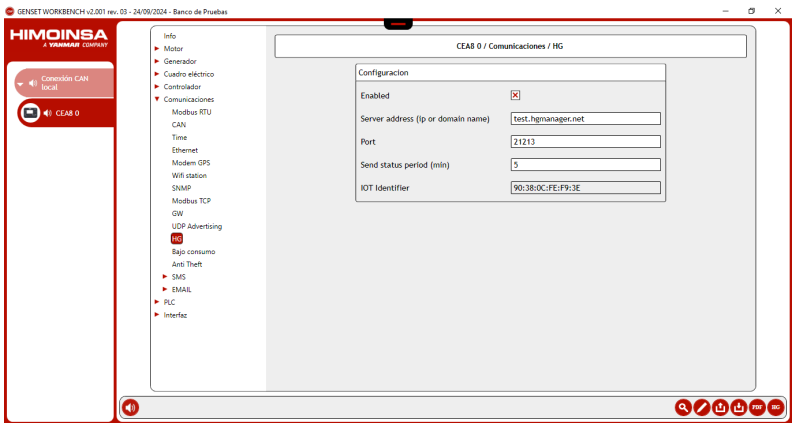 GENSET WORKBENCH v2.001 rev. 03 - 24/09/2024 - Banco de Pruebas
HIMOINSA
A YANMAR COMPANY
Conexión CAN
local
CEA8 0
Info
Motor
Generador
Cuadro eléctrico
Controlador
Comunicaciones
Modbus RTU
CAN
Time
Ethernet
Modem GPS
Wifi station
SNMP
Modbus TCP
GW
UDP Advertising
HG
Bajo consumo
Anti Theft
SMS
EMAIL
PLC
Interfaz
CEA8 0 / Comunicaciones / HG
Configuracion
Enabled
Server address (ip or domain name) test.hgmanager.net
Port 21213
Send status period (min) 5
IOT Identifier 90:38:0C:FE:F9:3E
PDF HG